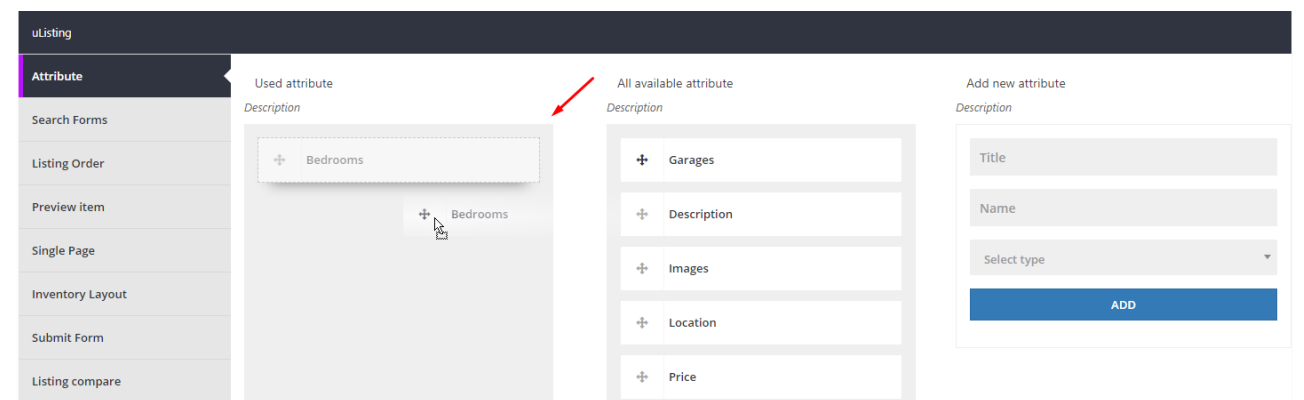 uListing
Attribute
Search Forms
Listing Order
Preview item
Single Page
Inventory Layout
Submit Form
Listing compare
Used attribute
Description
Bedrooms
Bedrooms
All available attribute
Description
Garages
Description
Images
Location
Price
Add new attribute
Description
Title
Name
Select type
ADD